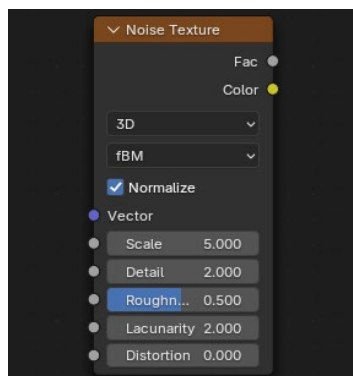 Noise Texture
Fac
Color
3D
fBM
Normalize
Vector
Scale 5.000
Detail 2.000
Roughn... 0.500
Lacunarity 2.000
Distortion 0.000